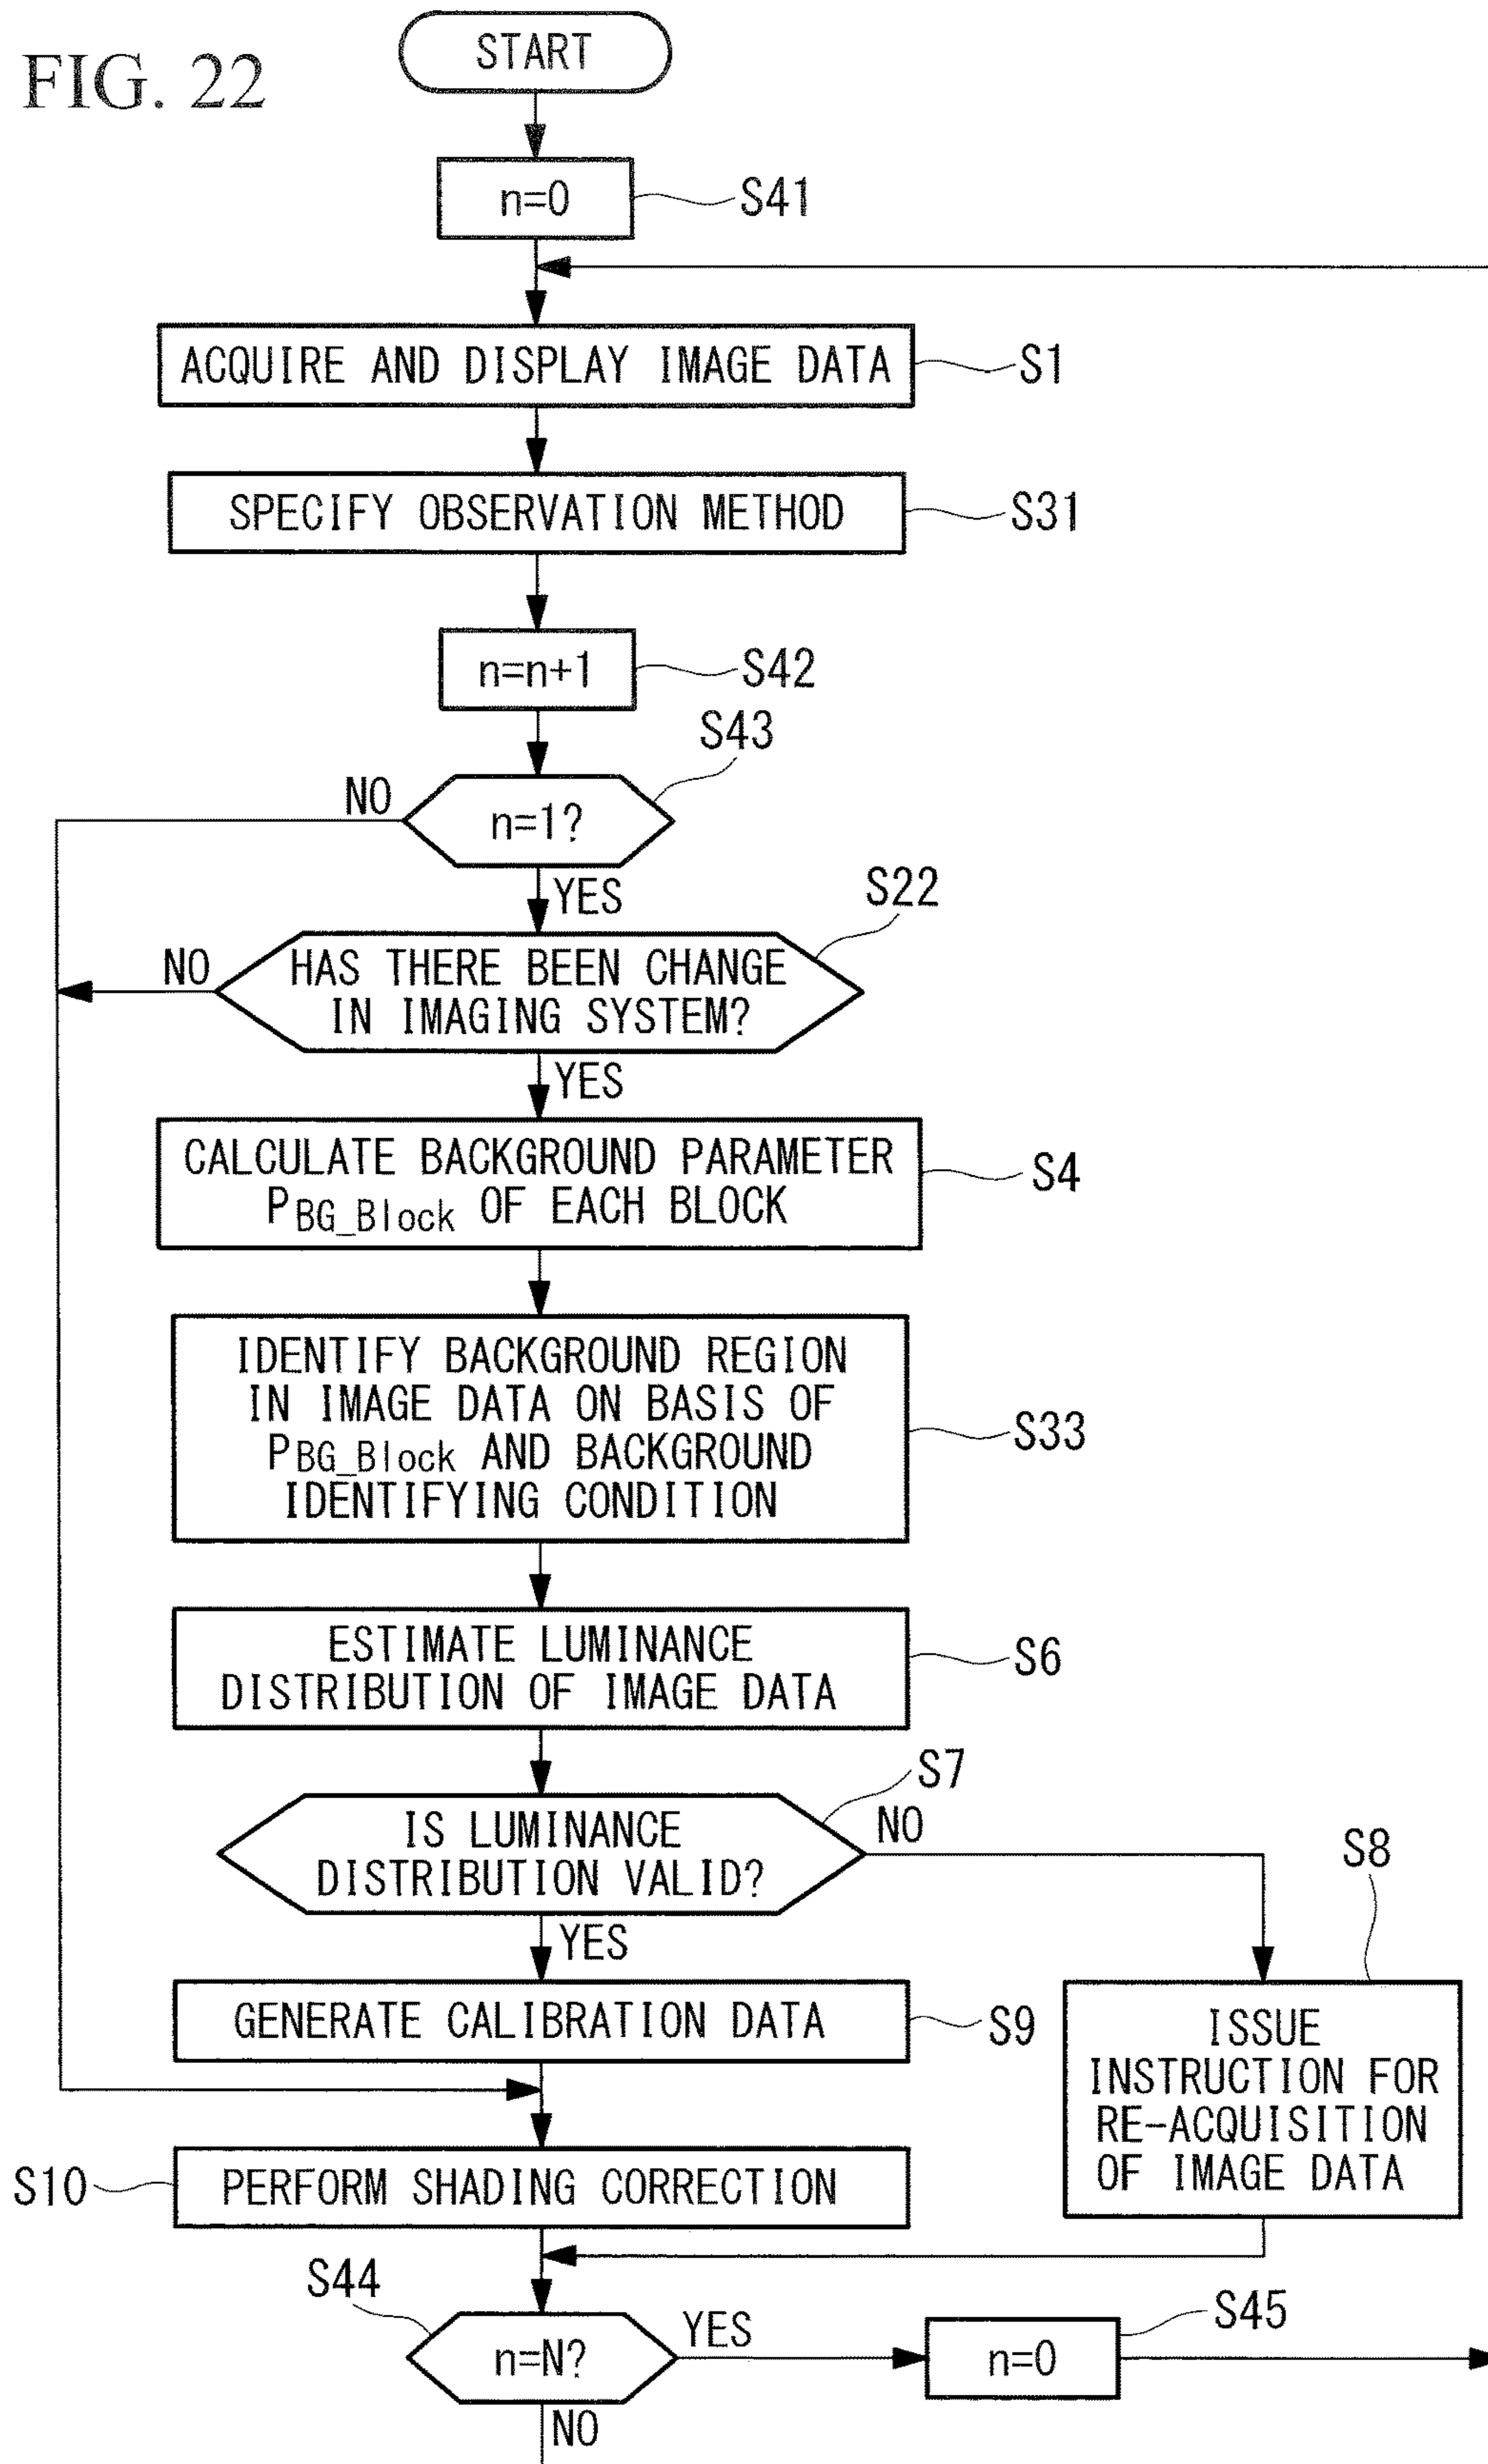 FIG. 22
START
n=0
S41
ACQUIRE AND DISPLAY IMAGE DATA
S1
SPECIFY OBSERVATION METHOD
S31
n=n+1
S42
S43
n=1?
NO
YES
S22
HAS THERE BEEN CHANGE
IN IMAGING SYSTEM?
NO
YES
CALCULATE BACKGROUND PARAMETER
PBG_Block OF EACH BLOCK
S4
IDENTIFY BACKGROUND REGION
IN IMAGE DATA ON BASIS OF
PBG_Block AND BACKGROUND
IDENTIFYING CONDITION
S33
ESTIMATE LUMINANCE
DISTRIBUTION OF IMAGE DATA
S6
S7
IS LUMINANCE
DISTRIBUTION VALID?
NO
YES
S8
ISSUE
INSTRUCTION FOR
RE-ACQUISITION
OF IMAGE DATA
GENERATE CALIBRATION DATA
S9
S10
PERFORM SHADING CORRECTION
S44
n=N?
YES
n=0
S45
NO